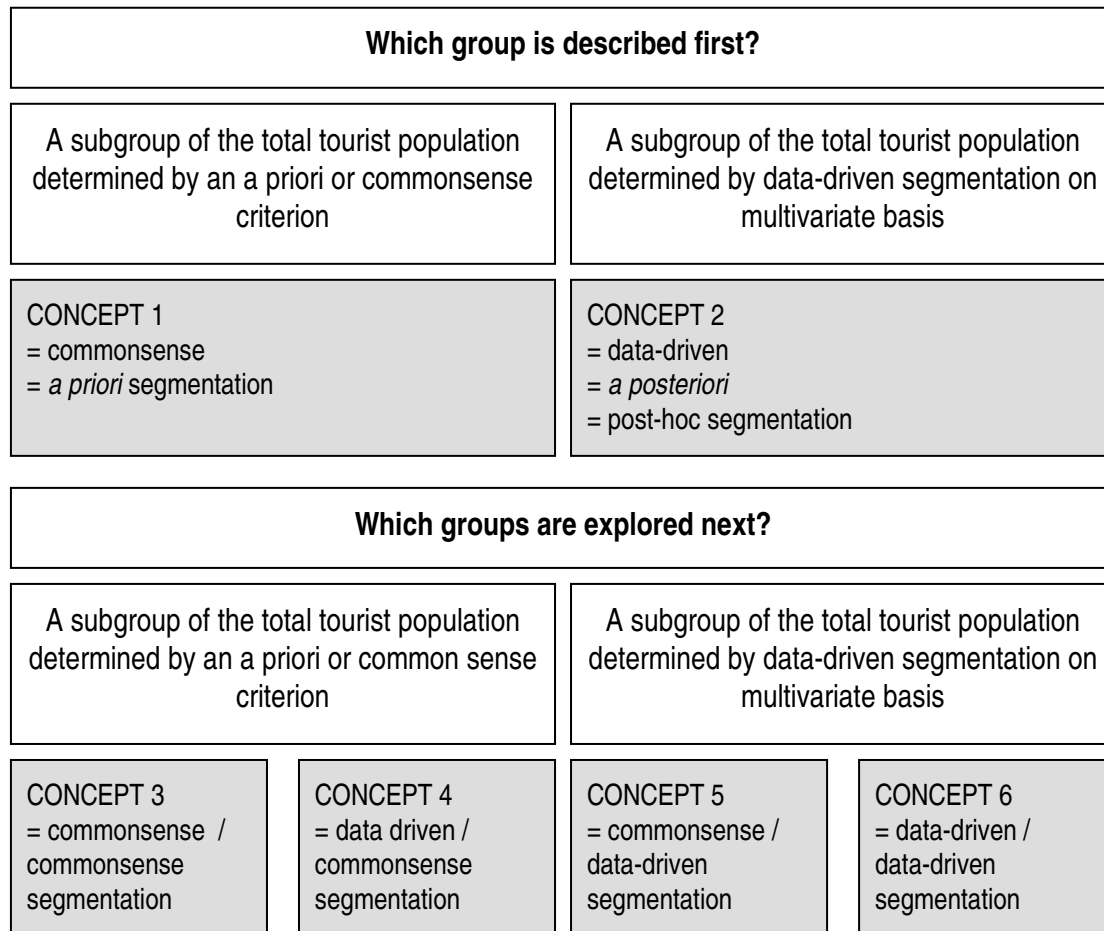 Which group is described first?
A subgroup of the total tourist population
determined by an a priori or commonsense
criterion
A subgroup of the total tourist population
determined by data-driven segmentation on
multivariate basis
CONCEPT 1
= commonsense
= a priori segmentation
CONCEPT 2
= data-driven
= a posteriori
= post-hoc segmentation
Which groups are explored next?
A subgroup of the total tourist population
determined by an a priori or common sense
criterion
A subgroup of the total tourist population
determined by data-driven segmentation on
multivariate basis
CONCEPT 3
= commonsense /
commonsense
segmentation
CONCEPT 4
= data driven /
commonsense
segmentation
CONCEPT 5
= commonsense /
data-driven
segmentation
CONCEPT 6
= data-driven /
data-driven
segmentation